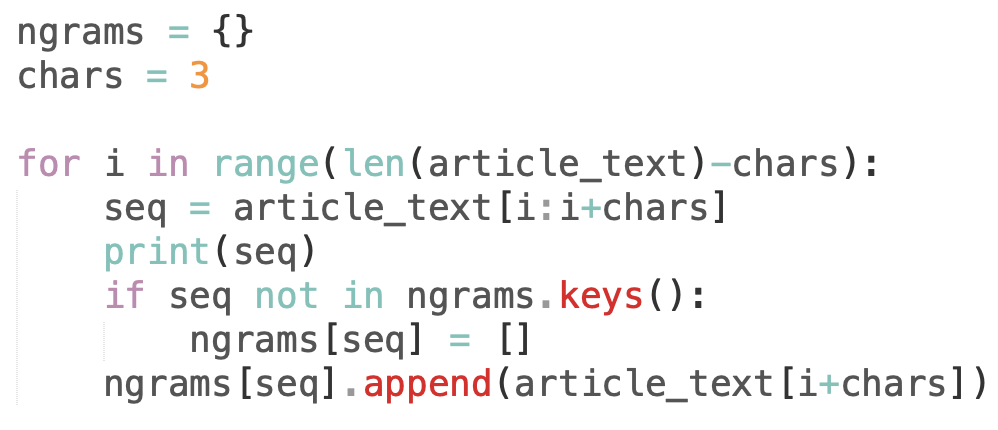 ngrams = {}
chars = 3

for i in range(len(article_text)-chars):
    seq = article_text[i:i+chars]
    print(seq)
    if seq not in ngrams.keys():
        ngrams[seq] = []
    ngrams[seq].append(article_text[i+chars])